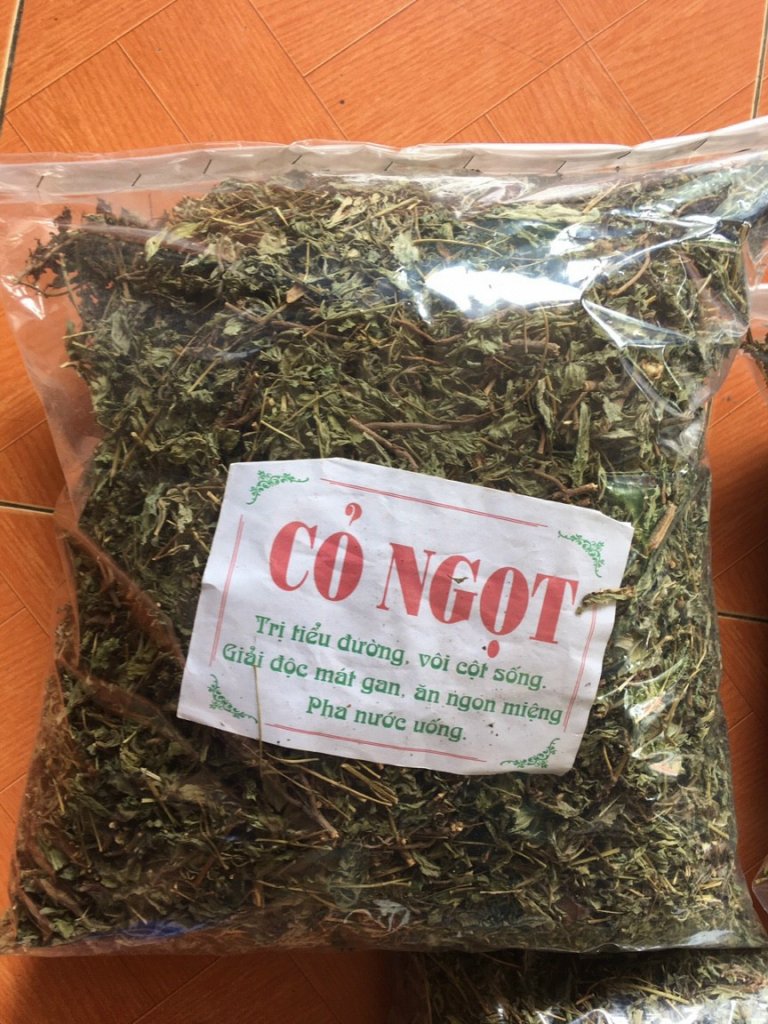 CỎ NGỌT
Trị tiểu đường, vôi cột sống.
Giải độc mát gan, ăn ngon miệng
Pha nước uống.